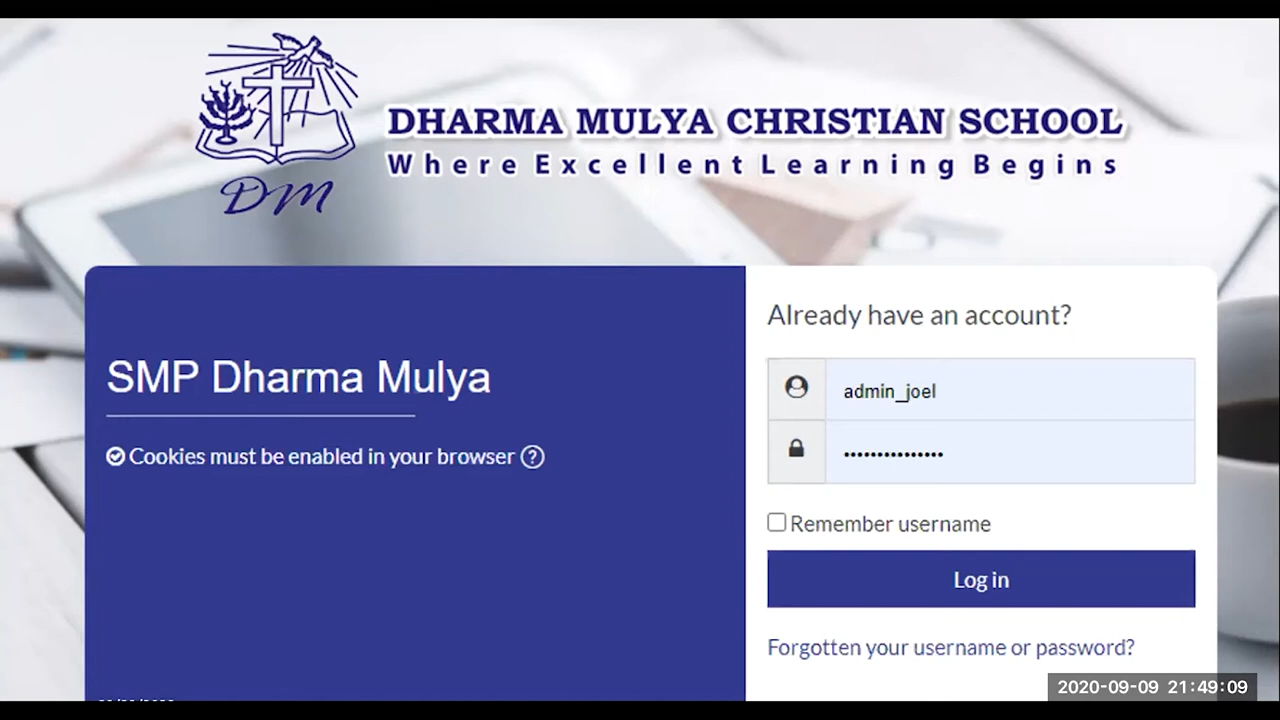 DM
DHARMA MULYA CHRISTIAN SCHOOL
Where Excellent Learning Begins
Already have an account?
SMP Dharma Mulya
admin_joel
Cookies must be enabled in your browser
•••••••••••••••
Remember username
Log in
Forgotten your username or password?
2020-09-09 21:49:09